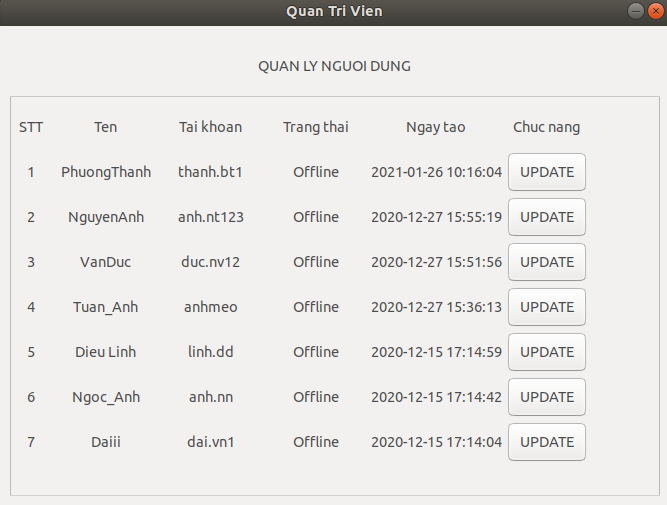 Quan Tri Vien
QUAN LY NGUOI DUNG
STT Ten Tai khoan Trang thai Ngay tao Chuc nang
1 PhuongThanh thanh.bt1 Offline 2021-01-26 10:16:04 UPDATE
2 NguyenAnh anh.nt123 Offline 2020-12-27 15:55:19 UPDATE
3 VanDuc duc.nv12 Offline 2020-12-27 15:51:56 UPDATE
4 Tuan_Anh anhmeo Offline 2020-12-27 15:36:13 UPDATE
5 Dieu Linh linh.dd Offline 2020-12-15 17:14:59 UPDATE
6 Ngoc_Anh anh.nn Offline 2020-12-15 17:14:42 UPDATE
7 Daiii dai.vn1 Offline 2020-12-15 17:14:04 UPDATE